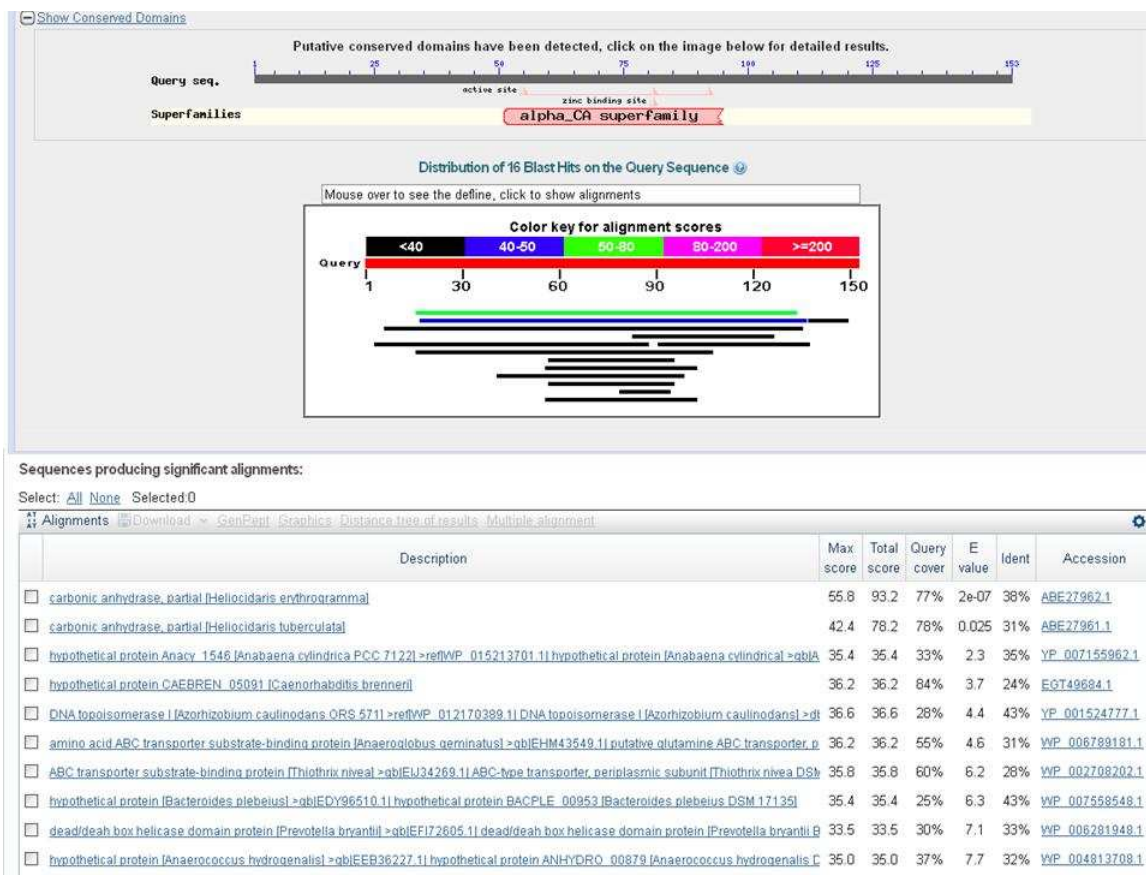 Show Conserved Domains
Putative conserved domains have been detected, click on the image below for detailed results.
1 25 50 75 100 125 153
Query seq.
active site
zinc binding site
Superfamilies alpha_CA superfamily
Distribution of 16 Blast Hits on the Query Sequence
Mouse over to see the defline, click to show alignments
Color key for alignment scores
<40 40-50 50-80 80-200 >=200
Query
1 30 60 90 120 150
Sequences producing significant alignments:
Select: All None Selected:0
Alignments Download GenPept Graphics Distance tree of results Multiple alignment
Description Max score Total score Query cover E value Ident Accession
carbonic anhydrase, partial [Heliocidaris erythrogramma] 55.8 93.2 77% 2e-07 38% ABE27962.1
carbonic anhydrase, partial [Heliocidaris tuberculata] 42.4 78.2 78% 0.025 31% ABE27961.1
hypothetical protein Anacy_1546 [Anabaena cylindrica PCC 7122] >ref|WP_015213701.1| hypothetical protein [Anabaena cylindrica] >gb|A 35.4 35.4 33% 2.3 35% YP_007155962.1
hypothetical protein CAEBREN_05091 [Caenorhabditis brenneri] 36.2 36.2 84% 3.7 24% EGT49684.1
DNA topoisomerase I [Azorhizobium caulinodans ORS 571] >ref|WP_012170389.1| DNA topoisomerase I [Azorhizobium caulinodans] >d 36.6 36.6 28% 4.4 43% YP_001524777.1
amino acid ABC transporter substrate-binding protein [Anaeroglobus geminatus] >gb|EHM43549.1| putative glutamine ABC transporter, p 36.2 36.2 55% 4.6 31% WP_006789181.1
ABC transporter substrate-binding protein [Thiothrix nivea] >gb|EIJ34269.1| ABC-type transporter, periplasmic subunit [Thiothrix nivea DSM 35.8 35.8 60% 6.2 28% WP_002708202.1
hypothetical protein [Bacteroides plebeius] >gb|EDY96510.1| hypothetical protein BACPLE_00953 [Bacteroides plebeius DSM 17135] 35.4 35.4 25% 6.3 43% WP_007558548.1
dead/deah box helicase domain protein [Prevotella bryantii] >gb|EFI72605.1| dead/deah box helicase domain protein [Prevotella bryantii B 33.5 33.5 30% 7.1 33% WP_006281948.1
hypothetical protein [Anaerococcus hydrogenalis] >gb|EEB36227.1| hypothetical protein ANHYDRO_00879 [Anaerococcus hydrogenalis D 35.0 35.0 37% 7.7 32% WP_004813708.1